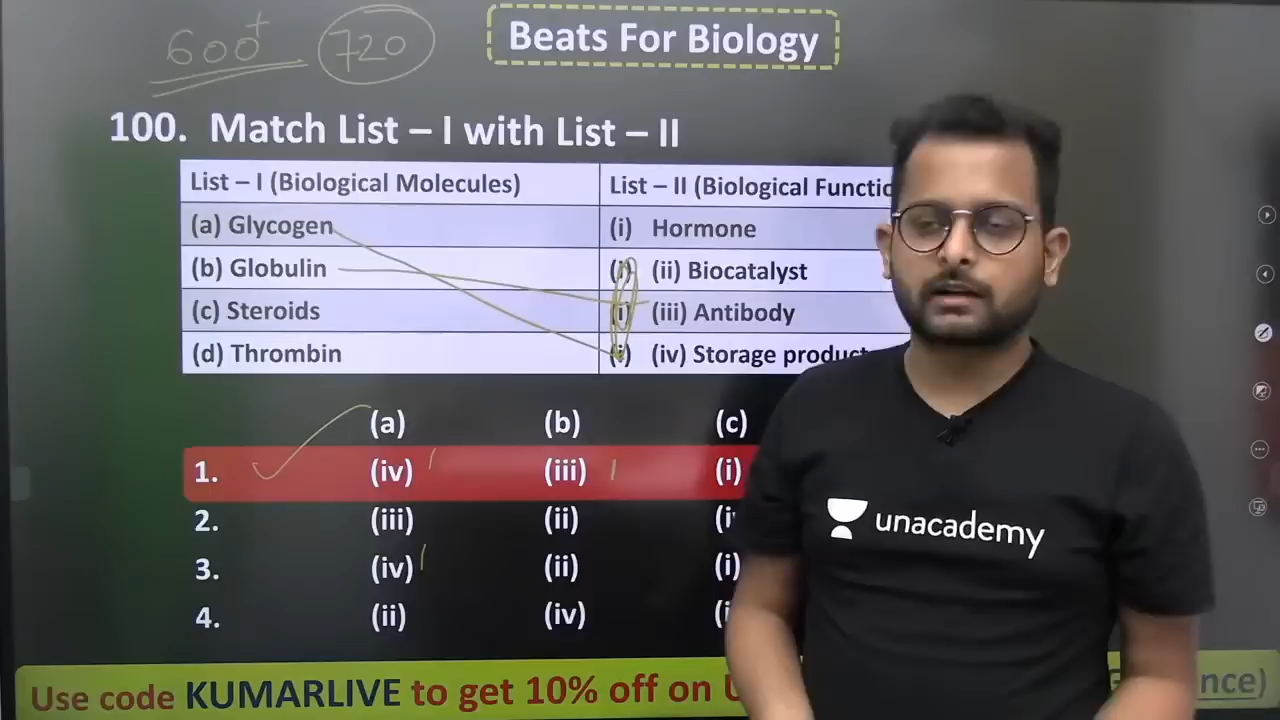 600+ 720
Beats For Biology
100. Match List – I with List – II
List – I (Biological Molecules) List – II (Biological Functio
(a) Glycogen (i) Hormone
(b) Globulin (i) (ii) Biocatalyst
(c) Steroids (i) (iii) Antibody
(d) Thrombin (i) (iv) Storage product
(a) (b) (c)
1. (iv) (iii) (i)
2. (iii) (ii)
3. (iv) (ii) (i)
4. (ii) (iv)
unacademy
Use code KUMARLIVE to get 10% off on U nce)